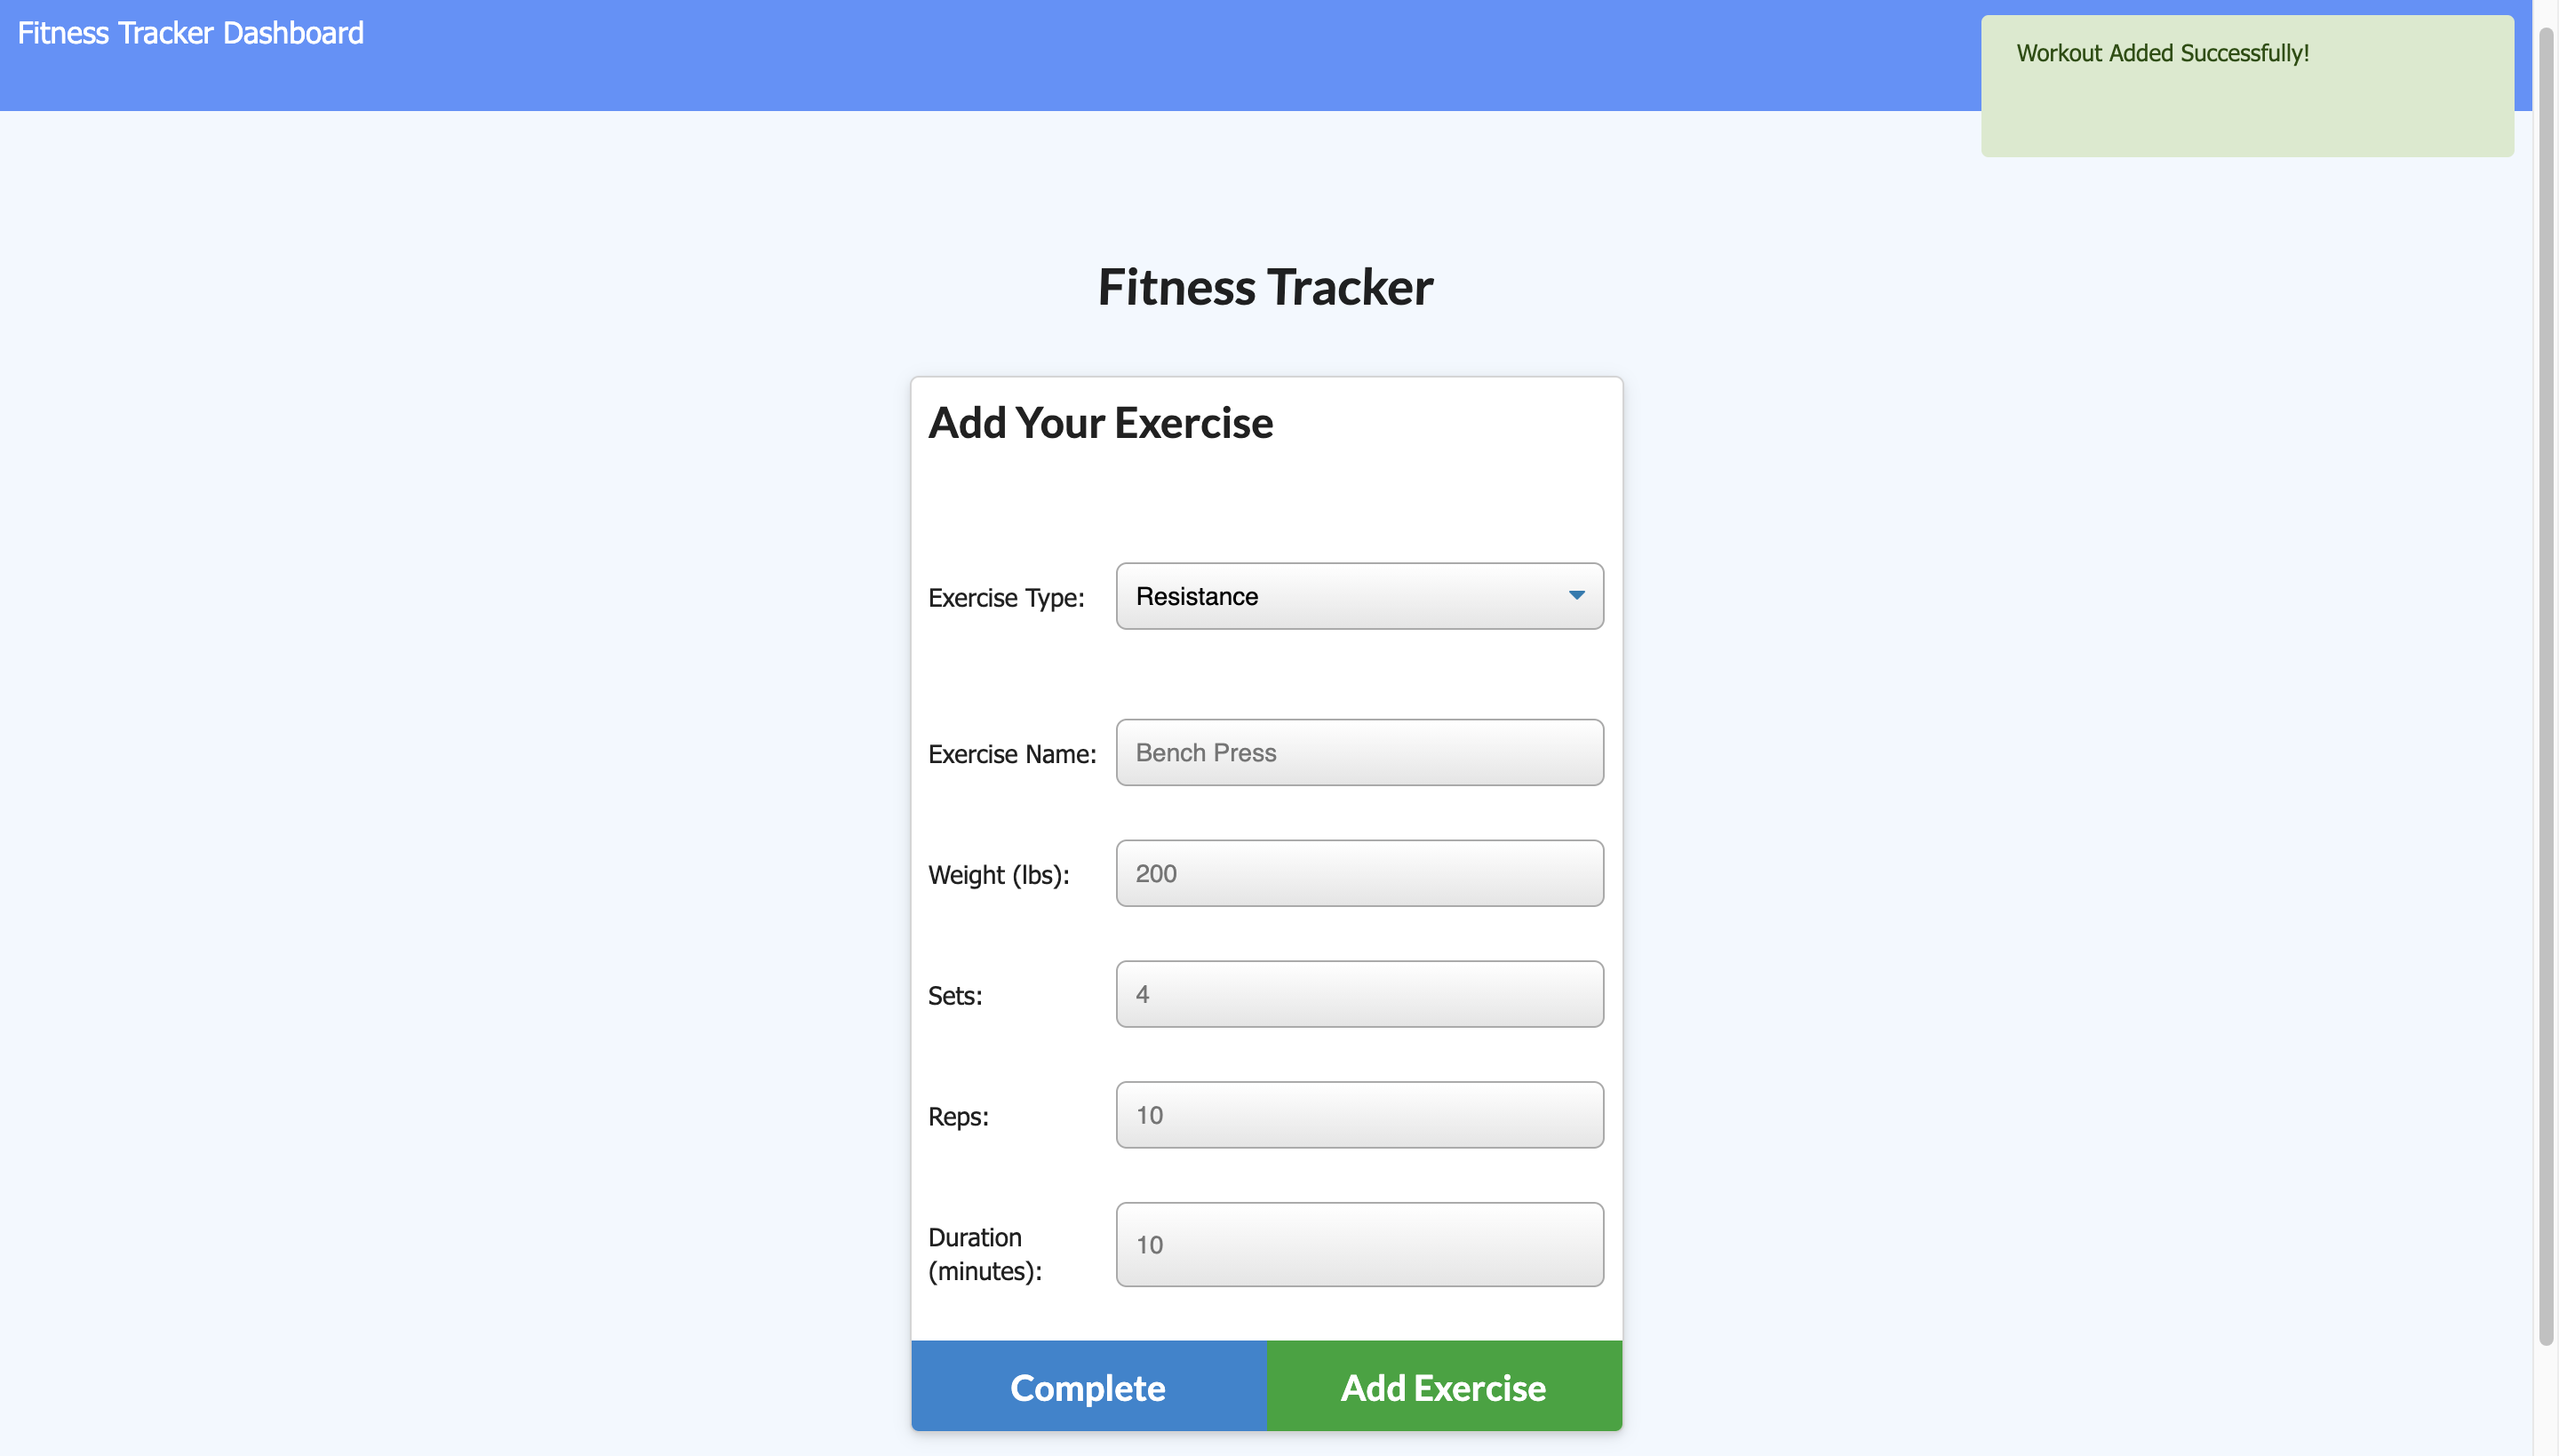 Fitness Tracker Dashboard
Workout Added Successfully!
Fitness Tracker
Add Your Exercise
Exercise Type: Resistance
Exercise Name: Bench Press
Weight (lbs): 200
Sets: 4
Reps: 10
Duration
(minutes): 10
Complete Add Exercise